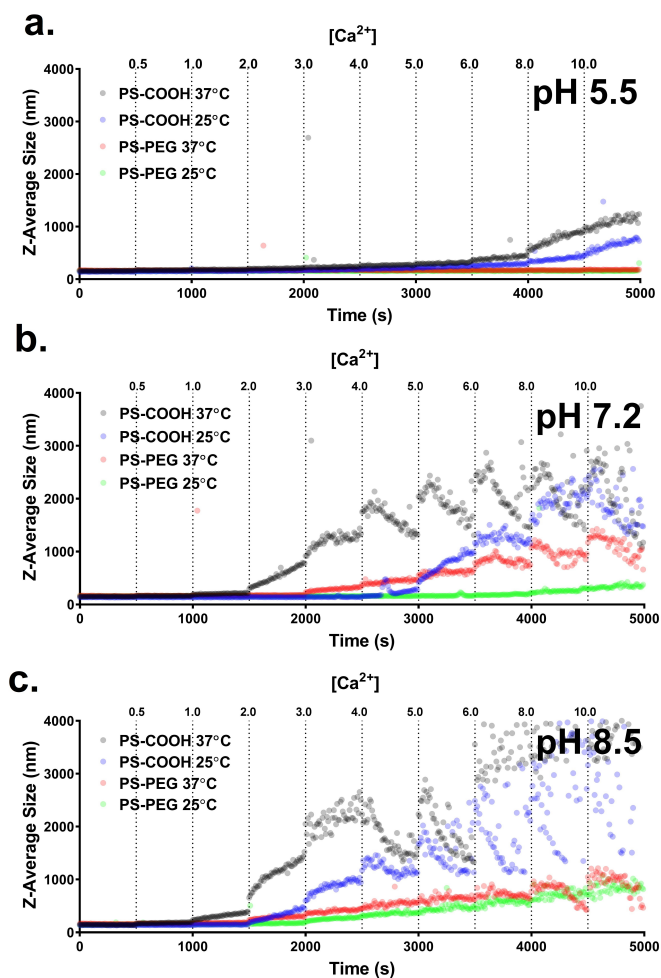 a.
[Ca2+]
0.5 1.0 2.0 3.0 4.0 5.0 6.0 8.0 10.0
pH 5.5
PS-COOH 37°C
PS-COOH 25°C
PS-PEG 37°C
PS-PEG 25°C
Z-Average Size (nm)
4000
3000
2000
1000
0
0 1000 2000 3000 4000 5000
Time (s)
b.
[Ca2+]
0.5 1.0 2.0 3.0 4.0 5.0 6.0 8.0 10.0
pH 7.2
PS-COOH 37°C
PS-COOH 25°C
PS-PEG 37°C
PS-PEG 25°C
Z-Average Size (nm)
4000
3000
2000
1000
0
0 1000 2000 3000 4000 5000
Time (s)
c.
[Ca2+]
0.5 1.0 2.0 3.0 4.0 5.0 6.0 8.0 10.0
pH 8.5
PS-COOH 37°C
PS-COOH 25°C
PS-PEG 37°C
PS-PEG 25°C
Z-Average Size (nm)
4000
3000
2000
1000
0
0 1000 2000 3000 4000 5000
Time (s)